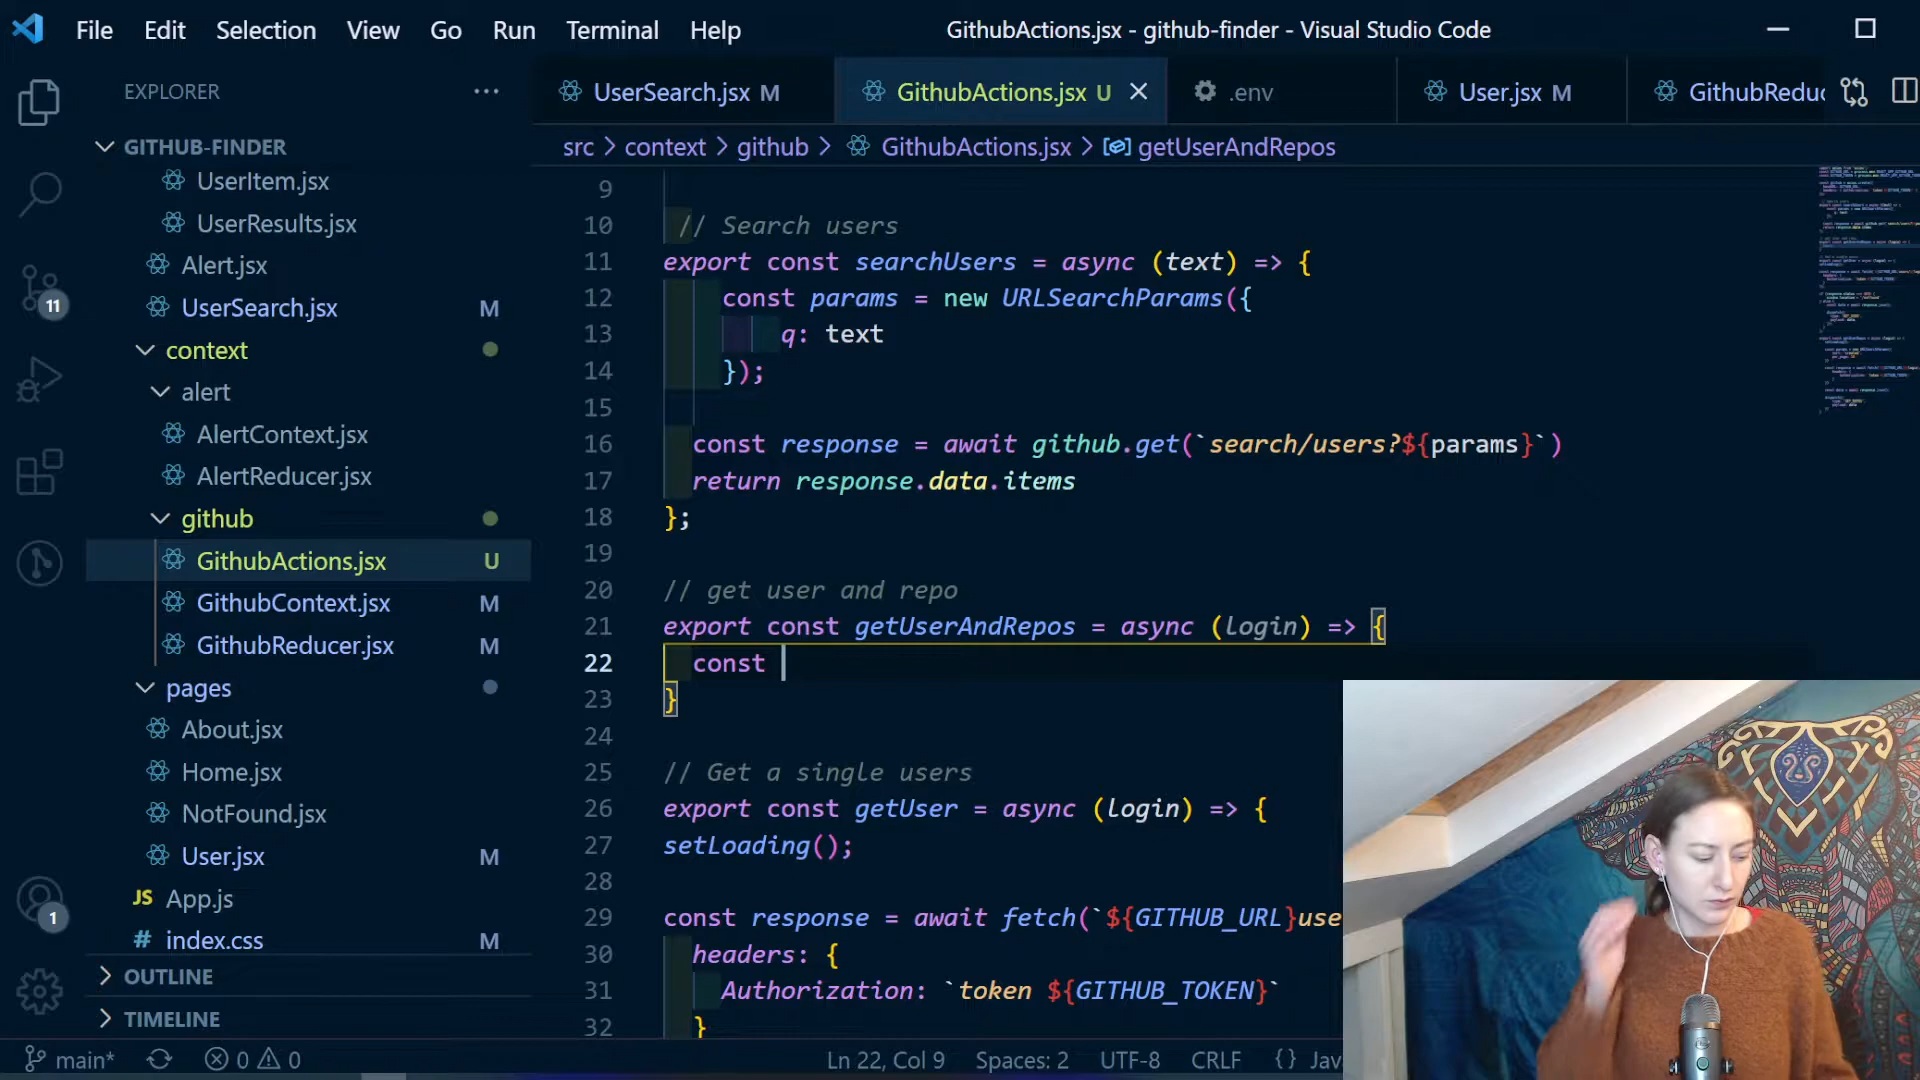 File Edit Selection View Go Run Terminal Help
GithubActions.jsx - github-finder - Visual Studio Code
EXPLORER
UserSearch.jsx M
GithubActions.jsx U
.env
User.jsx M
GithubReduc
src > context > github > GithubActions.jsx > getUserAndRepos
GITHUB-FINDER
UserItem.jsx
UserResults.jsx
Alert.jsx
UserSearch.jsx M
context
alert
AlertContext.jsx
AlertReducer.jsx
github
GithubActions.jsx U
GithubContext.jsx M
GithubReducer.jsx M
pages
About.jsx
Home.jsx
NotFound.jsx
User.jsx M
JS App.js
# index.css M
OUTLINE
TIMELINE
11
1
9
10 // Search users
11 export const searchUsers = async (text) => {
12 const params = new URLSearchParams({
13 q: text
14 });
15
16 const response = await github.get(`search/users?${params}`)
17 return response.data.items
18 };
19
20 // get user and repo
21 export const getUserAndRepos = async (login) => {
22 const
23 }
24
25 // Get a single users
26 export const getUser = async (login) => {
27 setLoading();
28
29 const response = await fetch(`${GITHUB_URL}use
30 headers: {
31 Authorization: `token ${GITHUB_TOKEN}`
32 }
main* 0 0 Ln 22, Col 9 Spaces: 2 UTF-8 CRLF {} Jav